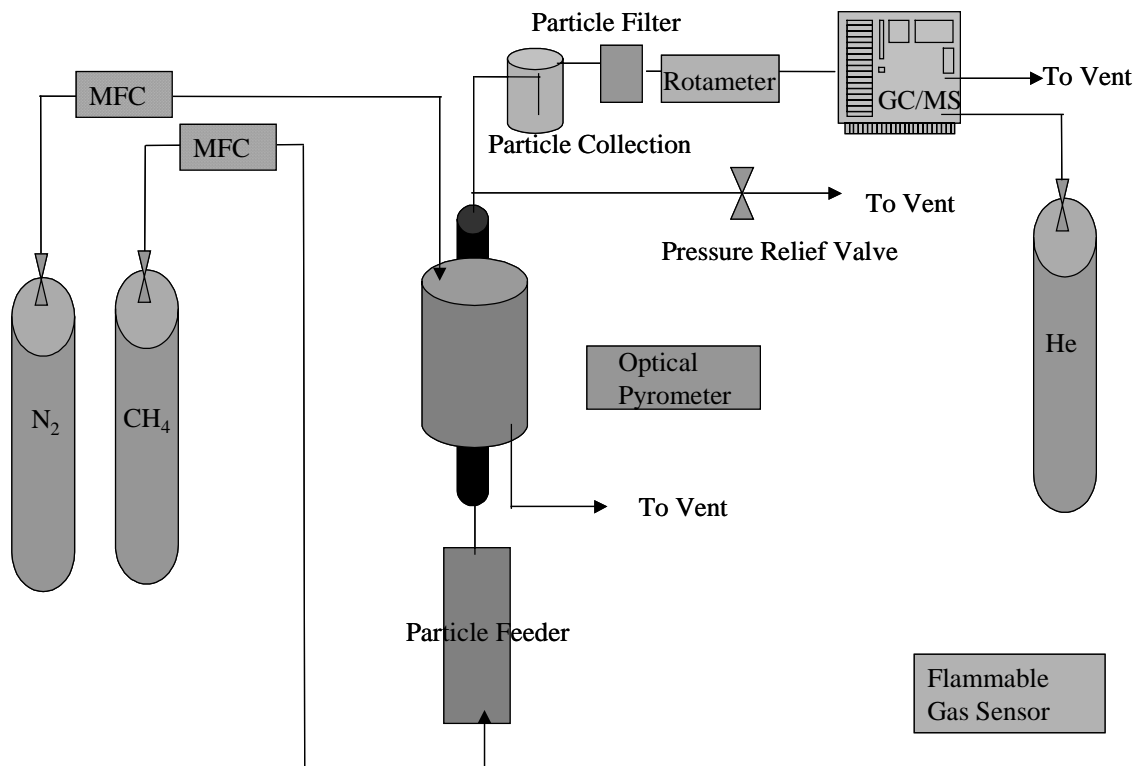 Particle Filter
MFC
Rotameter
GC/MS
To Vent
MFC
Particle Collection
To Vent
Pressure Relief Valve
He
Optical
Pyrometer
N₂
CH₄
To Vent
Particle Feeder
Flammable
Gas Sensor